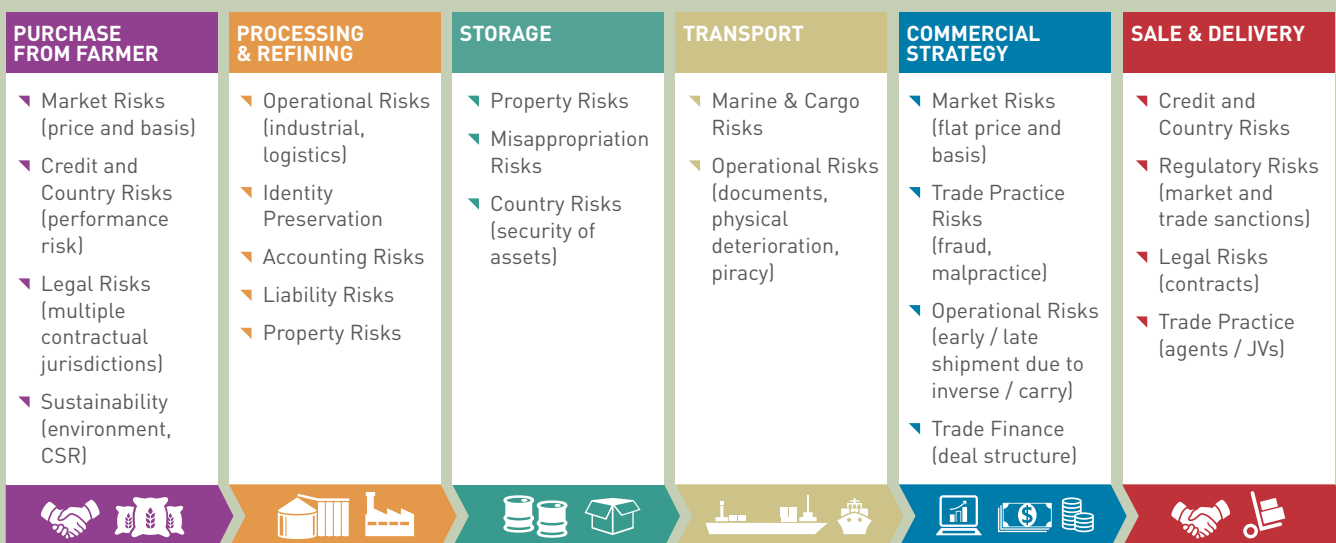 PURCHASE
FROM FARMER
Market Risks
(price and basis)
Credit and
Country Risks
(performance
risk)
Legal Risks
(multiple
contractual
jurisdictions)
Sustainability
(environment,
CSR)
PROCESSING
& REFINING
Operational Risks
(industrial,
logistics)
Identity
Preservation
Accounting Risks
Liability Risks
Property Risks
STORAGE
Property Risks
Misappropriation
Risks
Country Risks
(security of
assets)
TRANSPORT
Marine & Cargo
Risks
Operational Risks
(documents,
physical
deterioration,
piracy)
COMMERCIAL
STRATEGY
Market Risks
(flat price and
basis)
Trade Practice
Risks
(fraud,
malpractice)
Operational Risks
(early / late
shipment due to
inverse / carry)
Trade Finance
(deal structure)
SALE & DELIVERY
Credit and
Country Risks
Regulatory Risks
(market and
trade sanctions)
Legal Risks
(contracts)
Trade Practice
(agents / JVs)
$